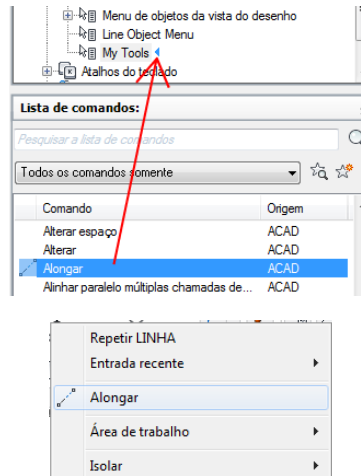 Menu de objetos da vista do desenho
Line Object Menu
My Tools
Atalhos do teclado
Lista de comandos:
Pesquisar a lista de comandos
Todos os comandos somente
Comando Origem
Alterar espaço ACAD
Alterar ACAD
Alongar ACAD
Alinhar paralelo múltiplas chamadas de... ACAD
Repetir LINHA
Entrada recente
Alongar
Área de trabalho
Isolar